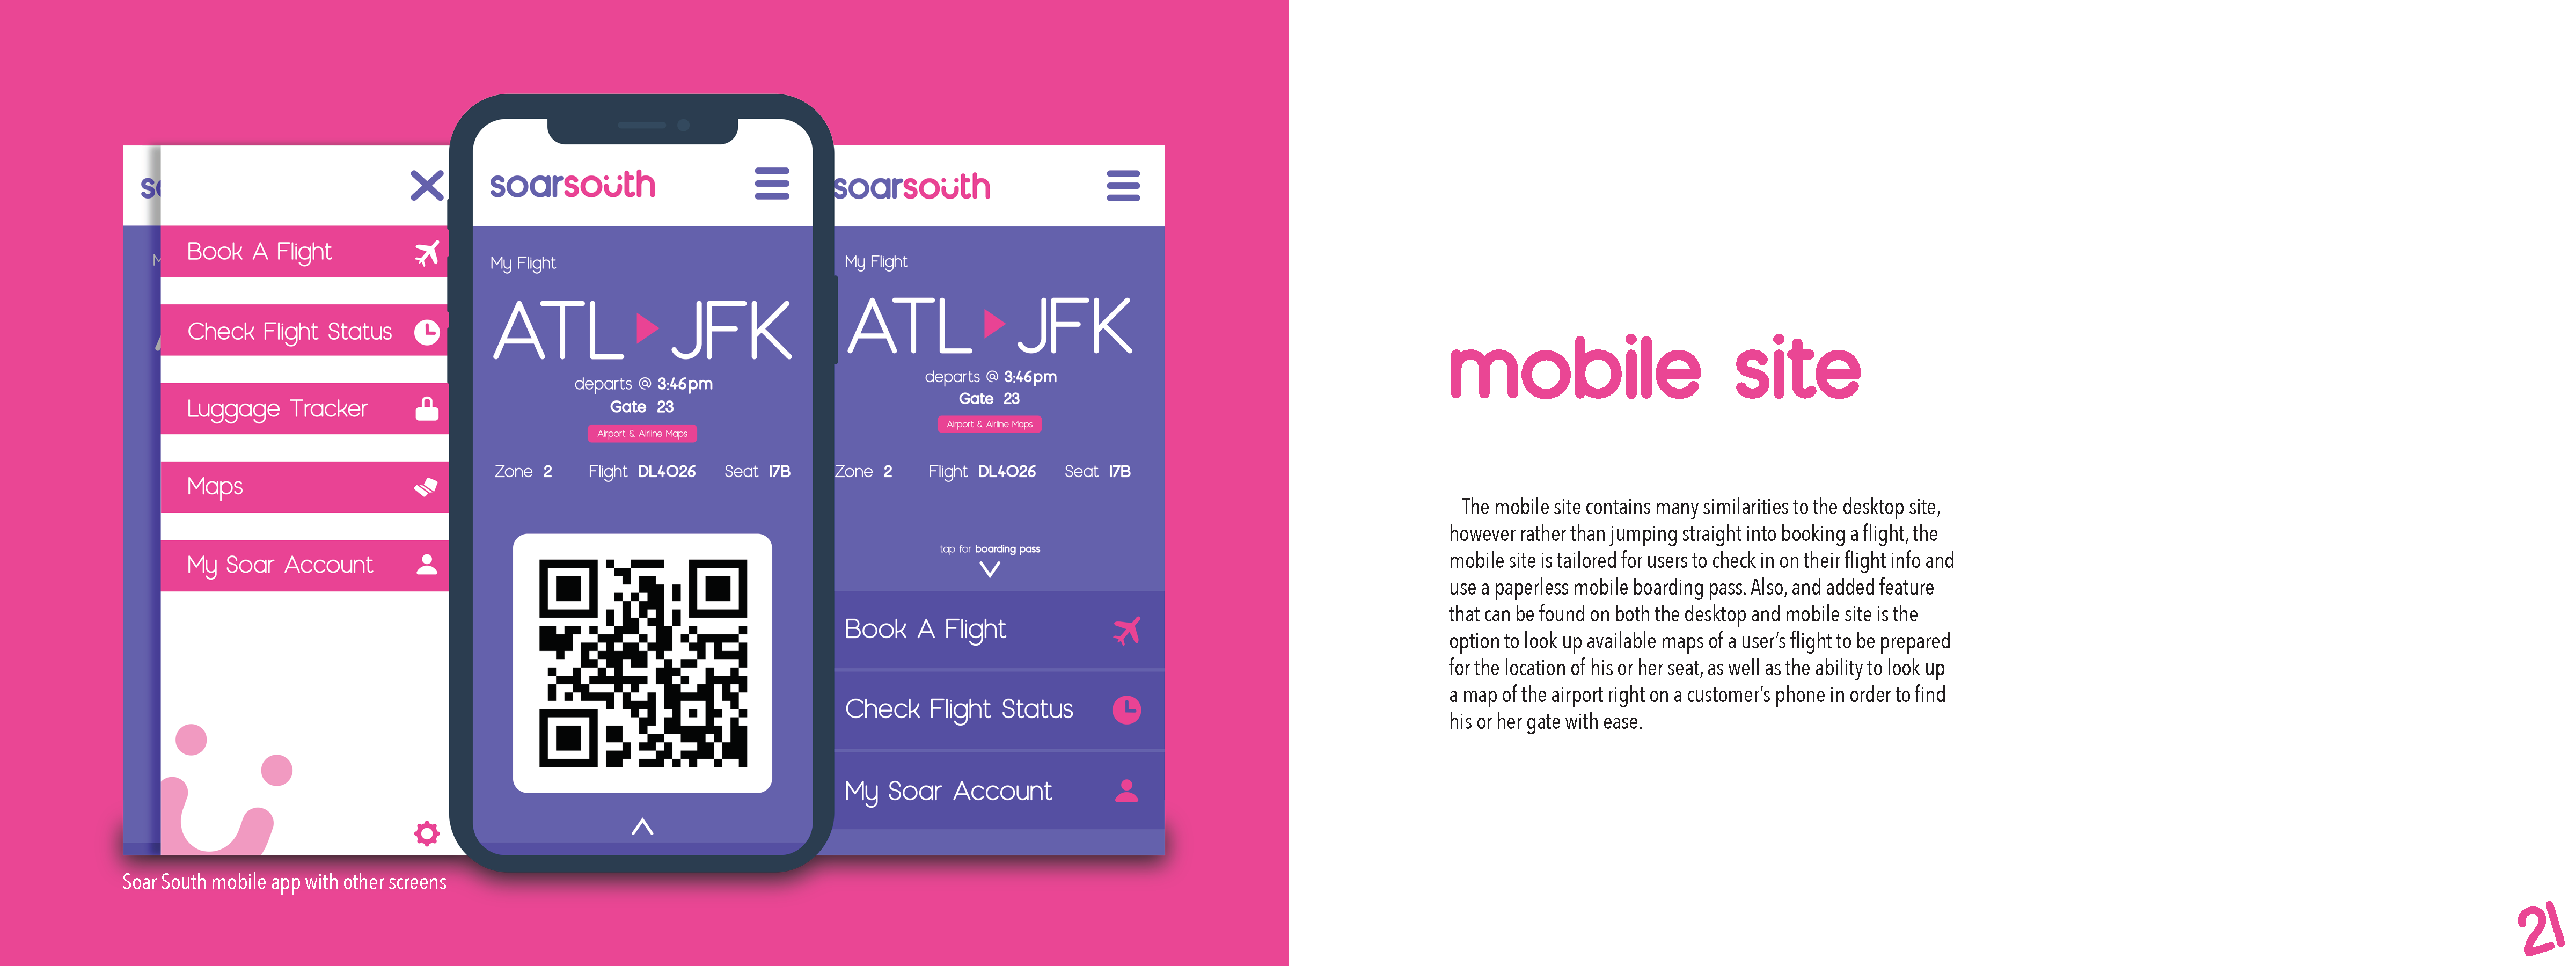 so
M
Book A Flight
Check Flight Status
Luggage Tracker
Maps
My Soar Account
soarsouth
My Flight
ATL JFK
departs @ 3:46pm
Gate 23
Airport & Airline Maps
Zone 2 Flight DL4026 Seat 17B
soarsouth
My Flight
ATL JFK
departs @ 3:46pm
Gate 23
Airport & Airline Maps
Zone 2 Flight DL4026 Seat 17B
tap for boarding pass
Book A Flight
Check Flight Status
My Soar Account
Soar South mobile app with other screens
mobile site
The mobile site contains many similarities to the desktop site,
however rather than jumping straight into booking a flight, the
mobile site is tailored for users to check in on their flight info and
use a paperless mobile boarding pass. Also, and added feature
that can be found on both the desktop and mobile site is the
option to look up available maps of a user's flight to be prepared
for the location of his or her seat, as well as the ability to look up
a map of the airport right on a customer's phone in order to find
his or her gate with ease.
21